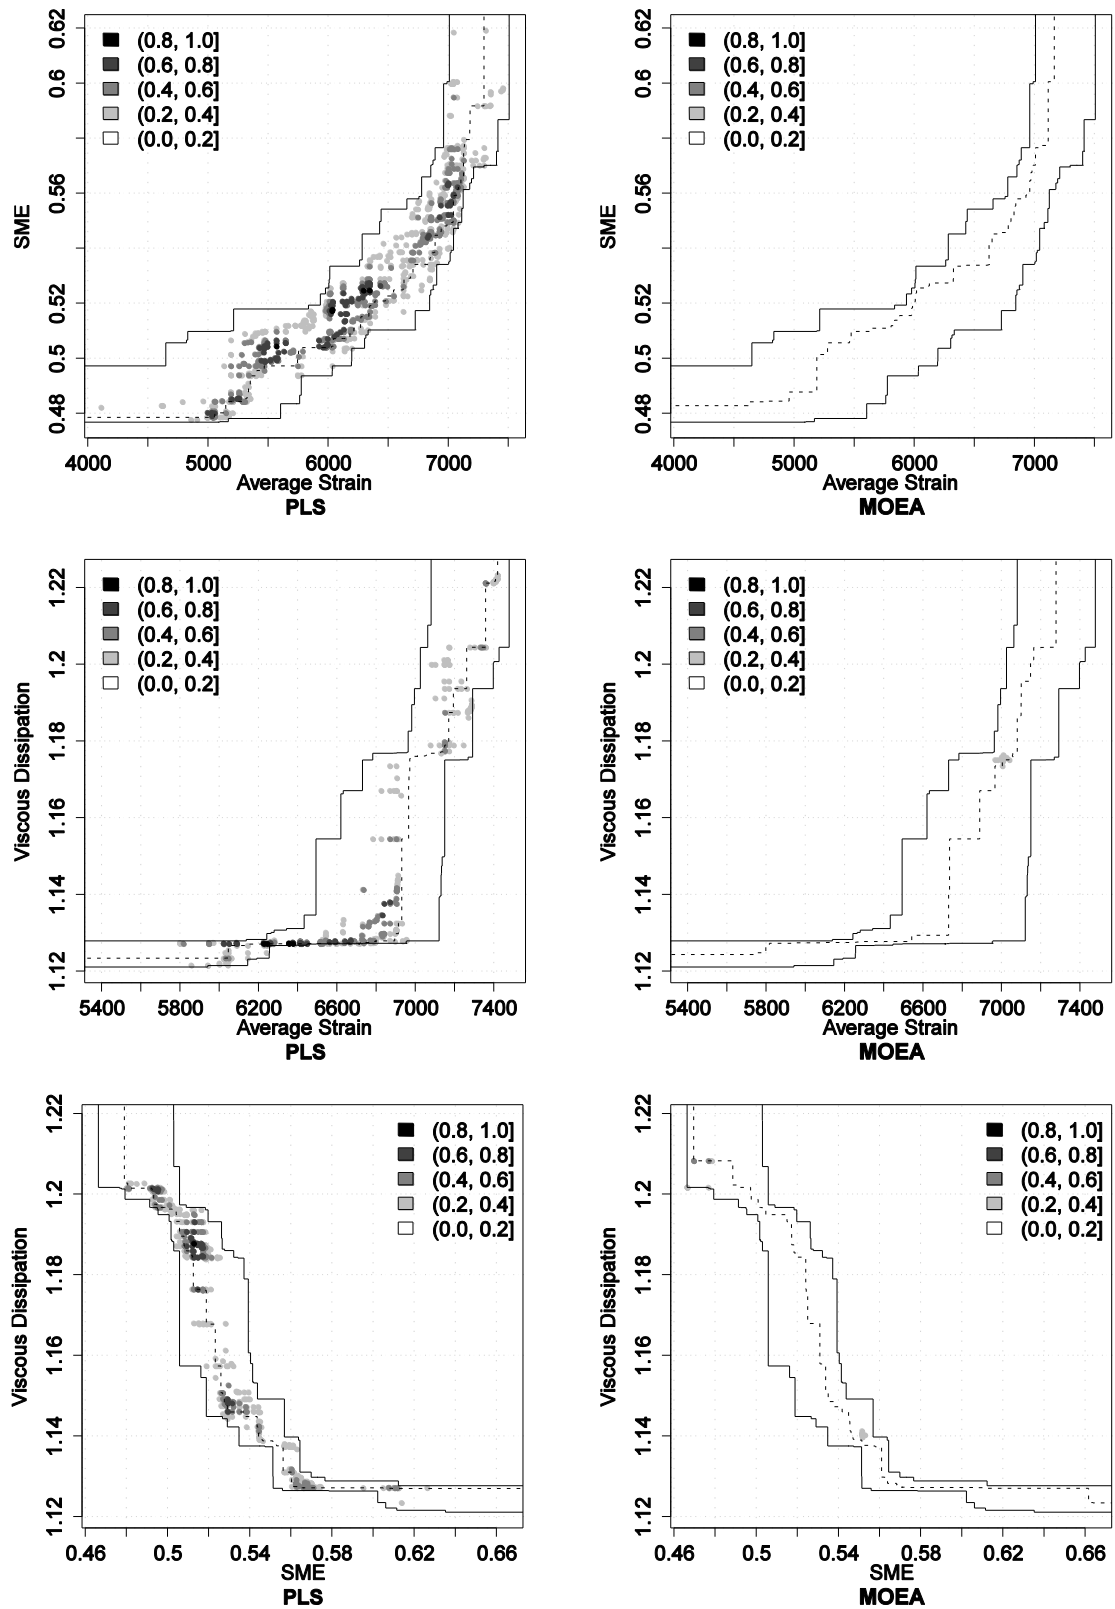 0.62
0.6
0.56
0.52
0.5
0.48
SME
(0.8, 1.0]
(0.6, 0.8]
(0.4, 0.6]
(0.2, 0.4]
(0.0, 0.2]
4000 5000 6000 7000
Average Strain
PLS
0.62
0.6
0.56
0.52
0.5
0.48
SME
(0.8, 1.0]
(0.6, 0.8]
(0.4, 0.6]
(0.2, 0.4]
(0.0, 0.2]
4000 5000 6000 7000
Average Strain
MOEA
1.22
1.2
1.18
1.16
1.14
1.12
Viscous Dissipation
(0.8, 1.0]
(0.6, 0.8]
(0.4, 0.6]
(0.2, 0.4]
(0.0, 0.2]
5400 5800 6200 6600 7000 7400
Average Strain
PLS
1.22
1.2
1.18
1.16
1.14
1.12
Viscous Dissipation
(0.8, 1.0]
(0.6, 0.8]
(0.4, 0.6]
(0.2, 0.4]
(0.0, 0.2]
5400 5800 6200 6600 7000 7400
Average Strain
MOEA
1.22
1.2
1.18
1.16
1.14
1.12
Viscous Dissipation
(0.8, 1.0]
(0.6, 0.8]
(0.4, 0.6]
(0.2, 0.4]
(0.0, 0.2]
0.46 0.5 0.54 0.58 0.62 0.66
SME
PLS
1.22
1.2
1.18
1.16
1.14
1.12
Viscous Dissipation
(0.8, 1.0]
(0.6, 0.8]
(0.4, 0.6]
(0.2, 0.4]
(0.0, 0.2]
0.46 0.5 0.54 0.58 0.62 0.66
SME
MOEA